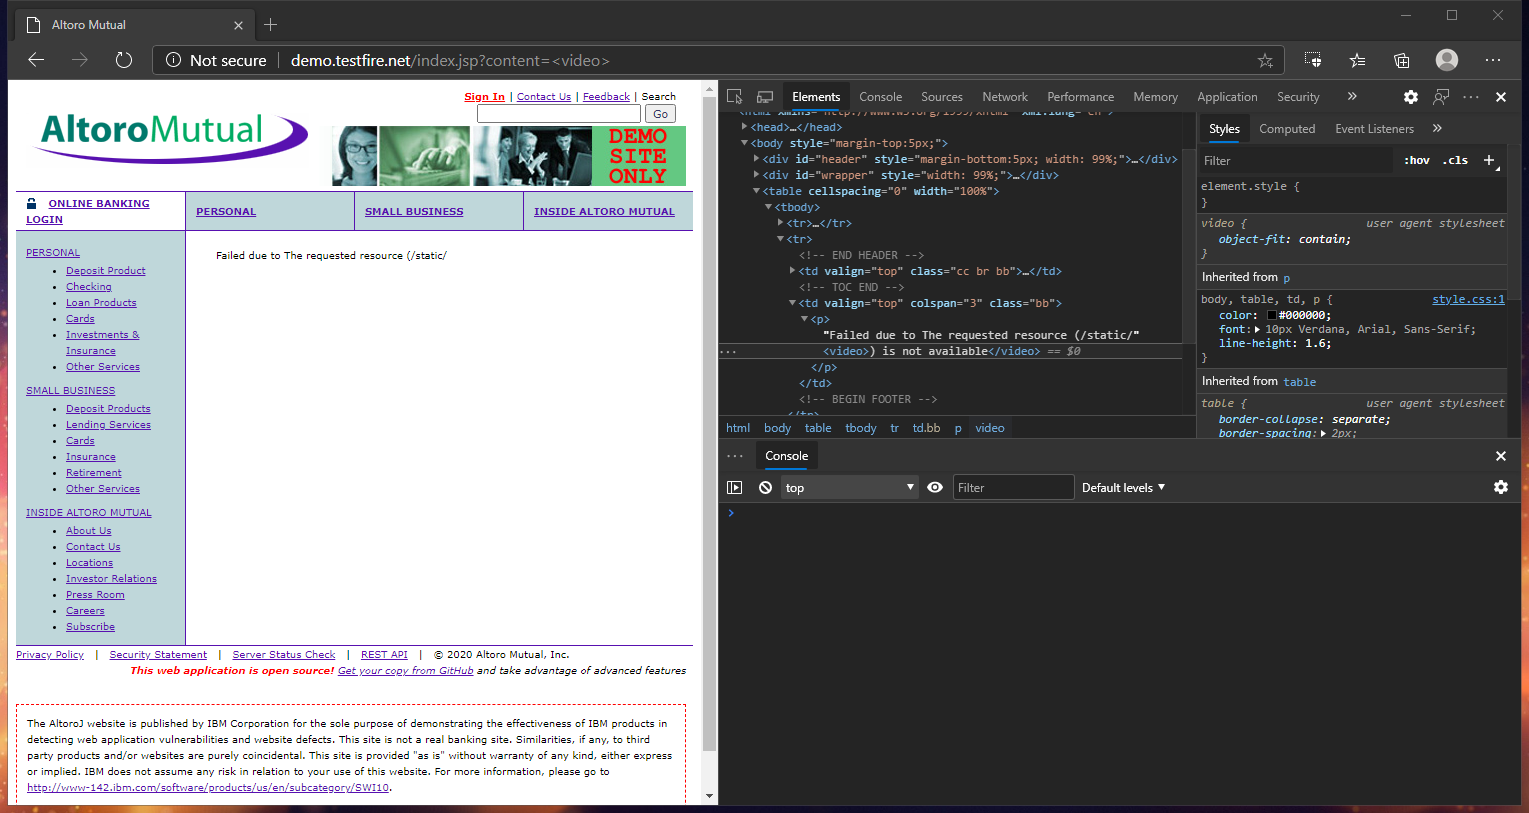 Altoro Mutual
Not secure demo.testfire.net/index.jsp?content=<video>
Sign In | Contact Us | Feedback | Search
Go
AltoroMutual
DEMO
SITE
ONLY
ONLINE BANKING
LOGIN
PERSONAL
SMALL BUSINESS
INSIDE ALTORO MUTUAL
PERSONAL
Deposit Product
Checking
Loan Products
Cards
Investments &
Insurance
Other Services
SMALL BUSINESS
Deposit Products
Lending Services
Cards
Insurance
Retirement
Other Services
INSIDE ALTORO MUTUAL
About Us
Contact Us
Locations
Investor Relations
Press Room
Careers
Subscribe
Failed due to The requested resource (/static/
Privacy Policy | Security Statement | Server Status Check | REST API | © 2020 Altoro Mutual, Inc.
This web application is open source! Get your copy from GitHub and take advantage of advanced features
The AltoroJ website is published by IBM Corporation for the sole purpose of demonstrating the effectiveness of IBM products in
detecting web application vulnerabilities and website defects. This site is not a real banking site. Similarities, if any, to third
party products and/or websites are purely coincidental. This site is provided "as is" without warranty of any kind, either express
or implied. IBM does not assume any risk in relation to your use of this website. For more information, please go to
http://www-142.ibm.com/software/products/us/en/subcategory/SWI10.
Elements Console Sources Network Performance Memory Application Security
<html xmlns="http://www.w3.org/1999/xhtml" xml:lang="en">
<head>…</head>
<body style="margin-top:5px;">
<div id="header" style="margin-bottom:5px; width: 99%;">…</div>
<div id="wrapper" style="width: 99%;">…</div>
<table cellspacing="0" width="100%">
<tbody>
<tr>…</tr>
<tr>
<!-- END HEADER -->
<td valign="top" class="cc br bb">…</td>
<!-- TOC END -->
<td valign="top" colspan="3" class="bb">
<p>
"Failed due to The requested resource (/static/"
<video>) is not available</video> == $0
</p>
</td>
<!-- BEGIN FOOTER -->
</tr>
html body table tbody tr td.bb p video
Styles Computed Event Listeners
Filter :hov .cls +
element.style {
}
video { user agent stylesheet
object-fit: contain;
}
Inherited from p
body, table, td, p { style.css:1
color: #000000;
font: 10px Verdana, Arial, Sans-Serif;
line-height: 1.6;
}
Inherited from table
table { user agent stylesheet
border-collapse: separate;
border-spacing: 2px;
Console
top Filter Default levels